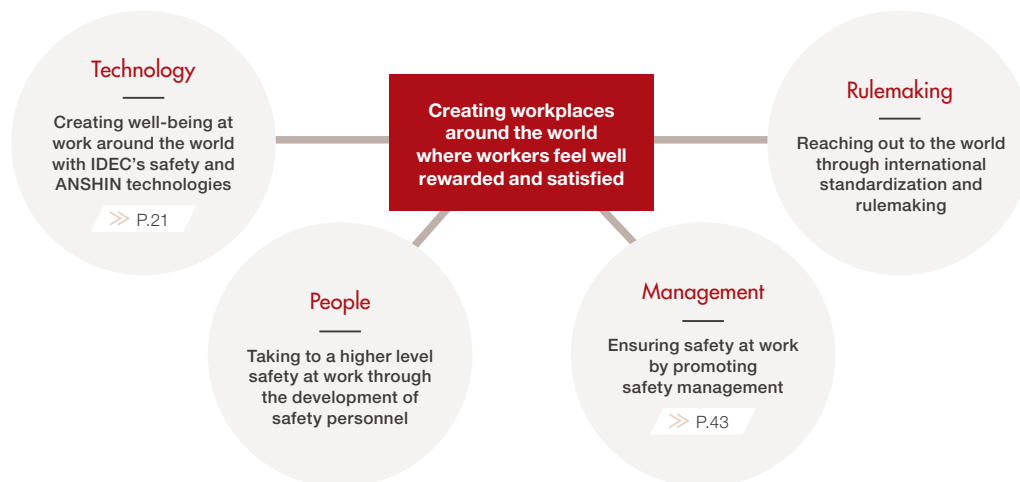 Technology
Creating well-being at
work around the world
with IDEC's safety and
ANSHIN technologies
P.21
Creating workplaces
around the world
where workers feel well
rewarded and satisfied
Rulemaking
Reaching out to the world
through international
standardization and
rulemaking
People
Taking to a higher level
safety at work through
the development of
safety personnel
Management
Ensuring safety at work
by promoting
safety management
P.43